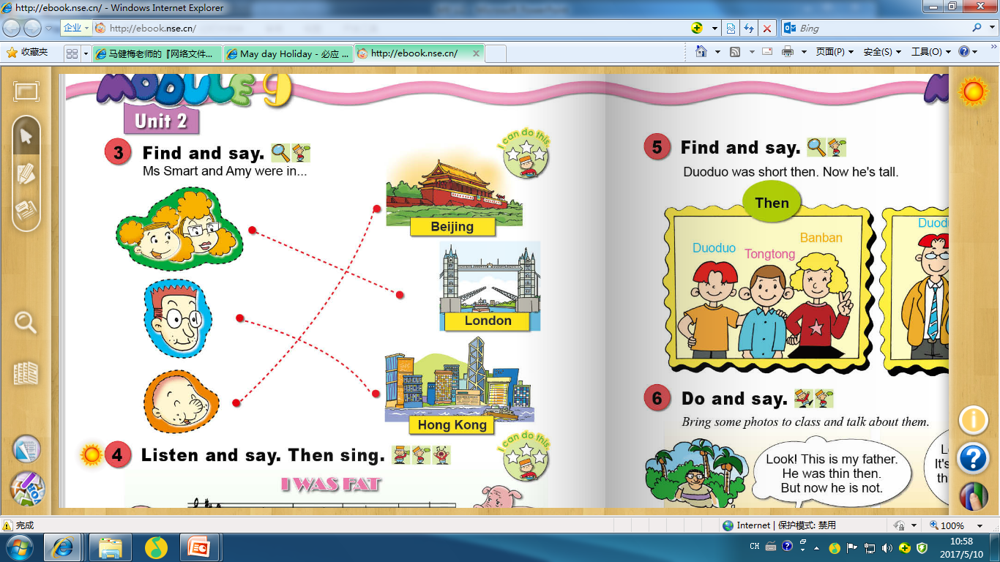 http://ebook.nse.cn/ - Windows Internet Explorer
企业
http://ebook.nse.cn/
Bing
收藏夹
马健梅老师的『网络文件...
May day Holiday - 必应 ...
http://ebook.nse.cn/
页面(P)
安全(S)
工具(O)
MODULE 9
Unit 2
I can do this
3 Find and say.
Ms Smart and Amy were in...
Beijing
London
Hong Kong
4 Listen and say. Then sing.
I can do this
I WAS FAT
5 Find and say.
Duoduo was short then. Now he's tall.
Then
Duoduo
Tongtong
Banban
6 Do and say.
Bring some photos to class and talk about them.
Look! This is my father.
He was thin then.
But now he is not.
It's
完成
Internet | 保护模式: 禁用
100%
CH
10:58
2017/5/10